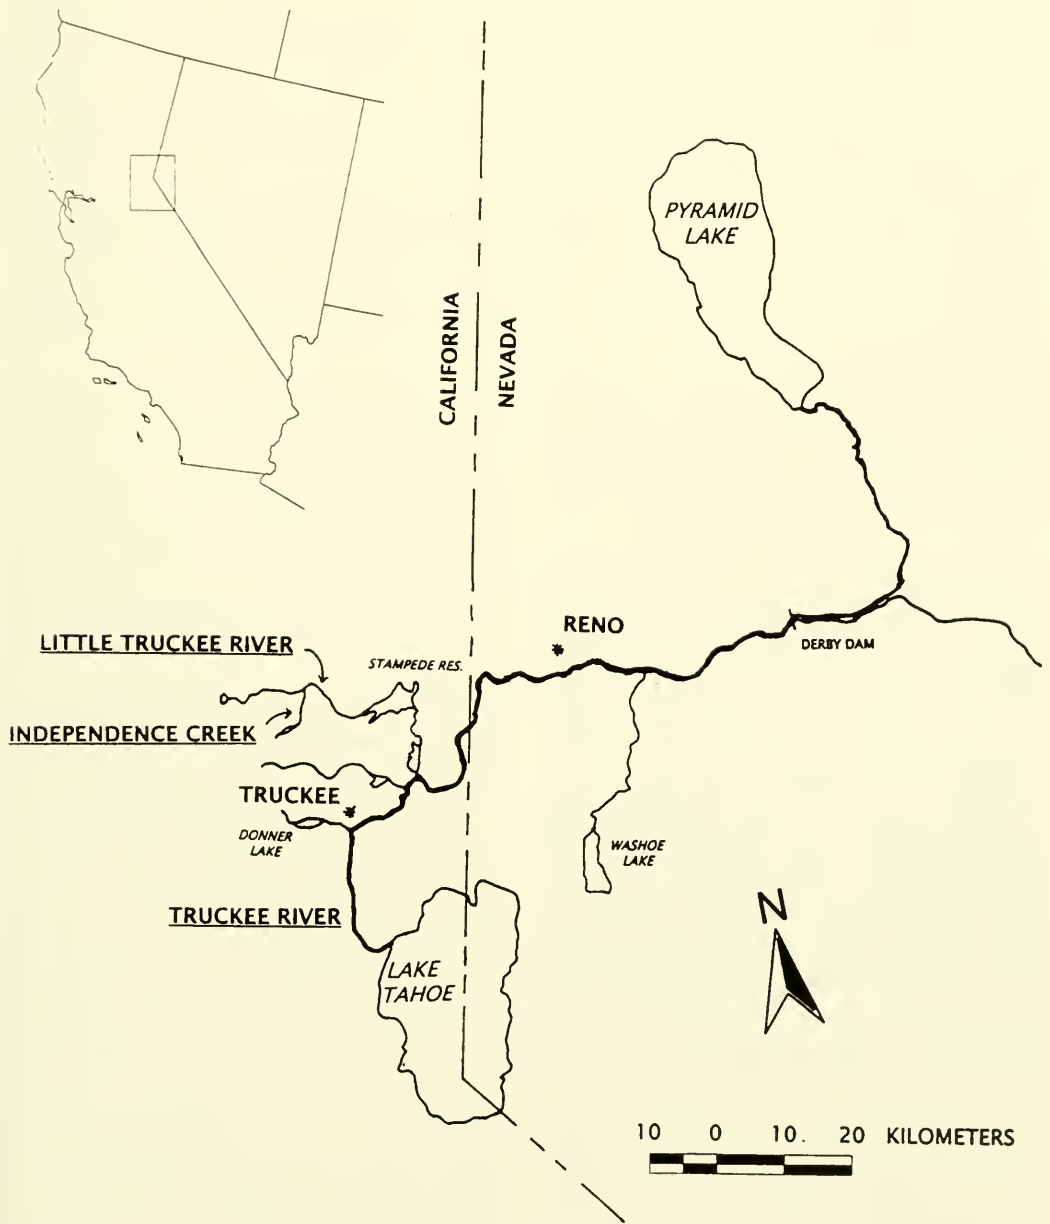 PYRAMID
LAKE
CALIFORNIA
NEVADA
RENO
DERBY DAM
LITTLE TRUCKEE RIVER
STAMPEDE RES.
INDEPENDENCE CREEK
TRUCKEE
DONNER
LAKE
WASHOE
LAKE
TRUCKEE RIVER
N
LAKE
TAHOE
10 0 10. 20 KILOMETERS